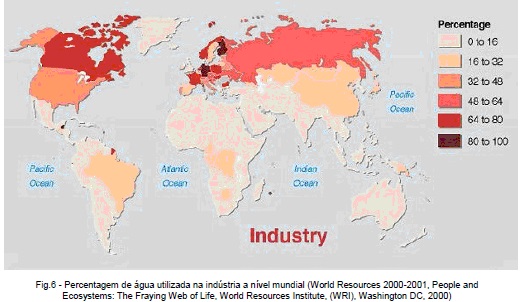 Percentage
0 to 16
16 to 32
32 to 48
48 to 64
64 to 80
80 to 100
Pacific
Ocean
Pacific
Ocean
Atlantic
Ocean
Indian
Ocean
Industry
Fig.6 - Percentagem de água utilizada na indústria a nível mundial (World Resources 2000-2001, People and
Ecosystems: The Fraying Web of Life, World Resources Institute, (WRI), Washington DC, 2000)